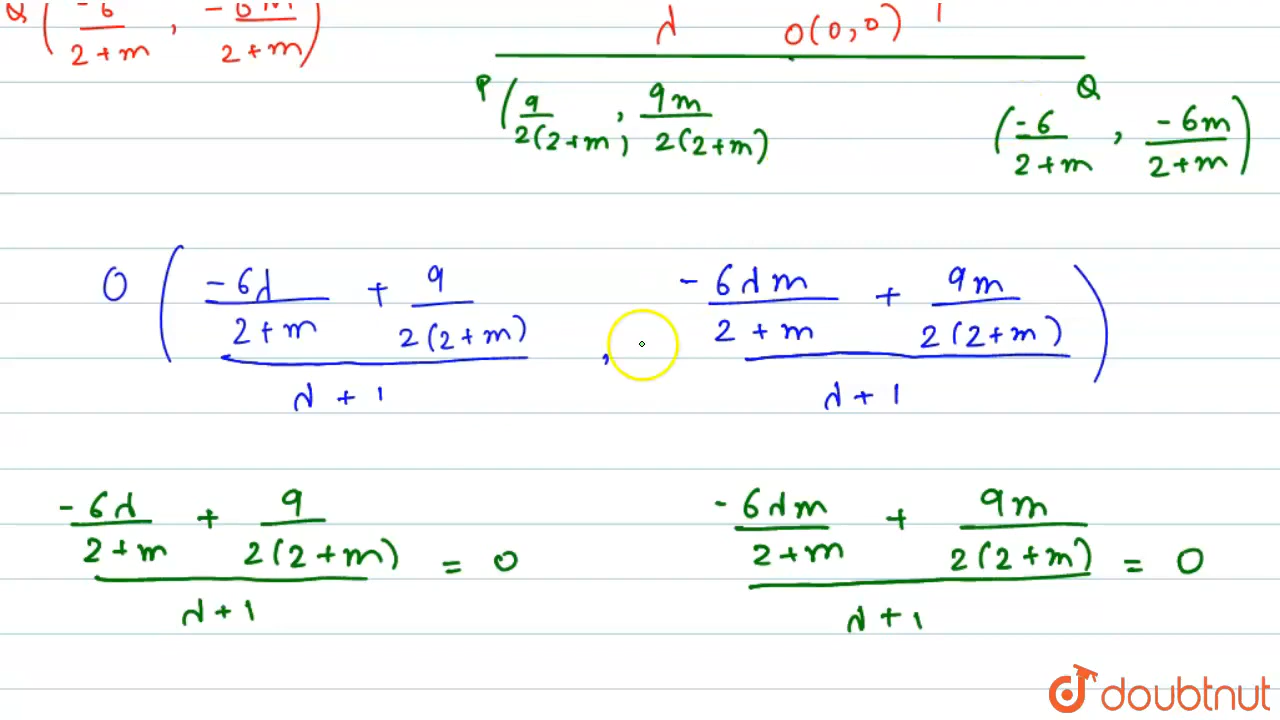 Q (-6/2+m , -6m/2+m)
λ O(0,0) 1
P (9/2(2+m) , 9m/2(2+m)) Q (-6/2+m , -6m/2+m)
O ((-6λ/2+m + 9/2(2+m))/λ+1 , (-6λm/2+m + 9m/2(2+m))/λ+1)
(-6λ/2+m + 9/2(2+m))/λ+1 = 0 (-6λm/2+m + 9m/2(2+m))/λ+1 = 0
doubtnut